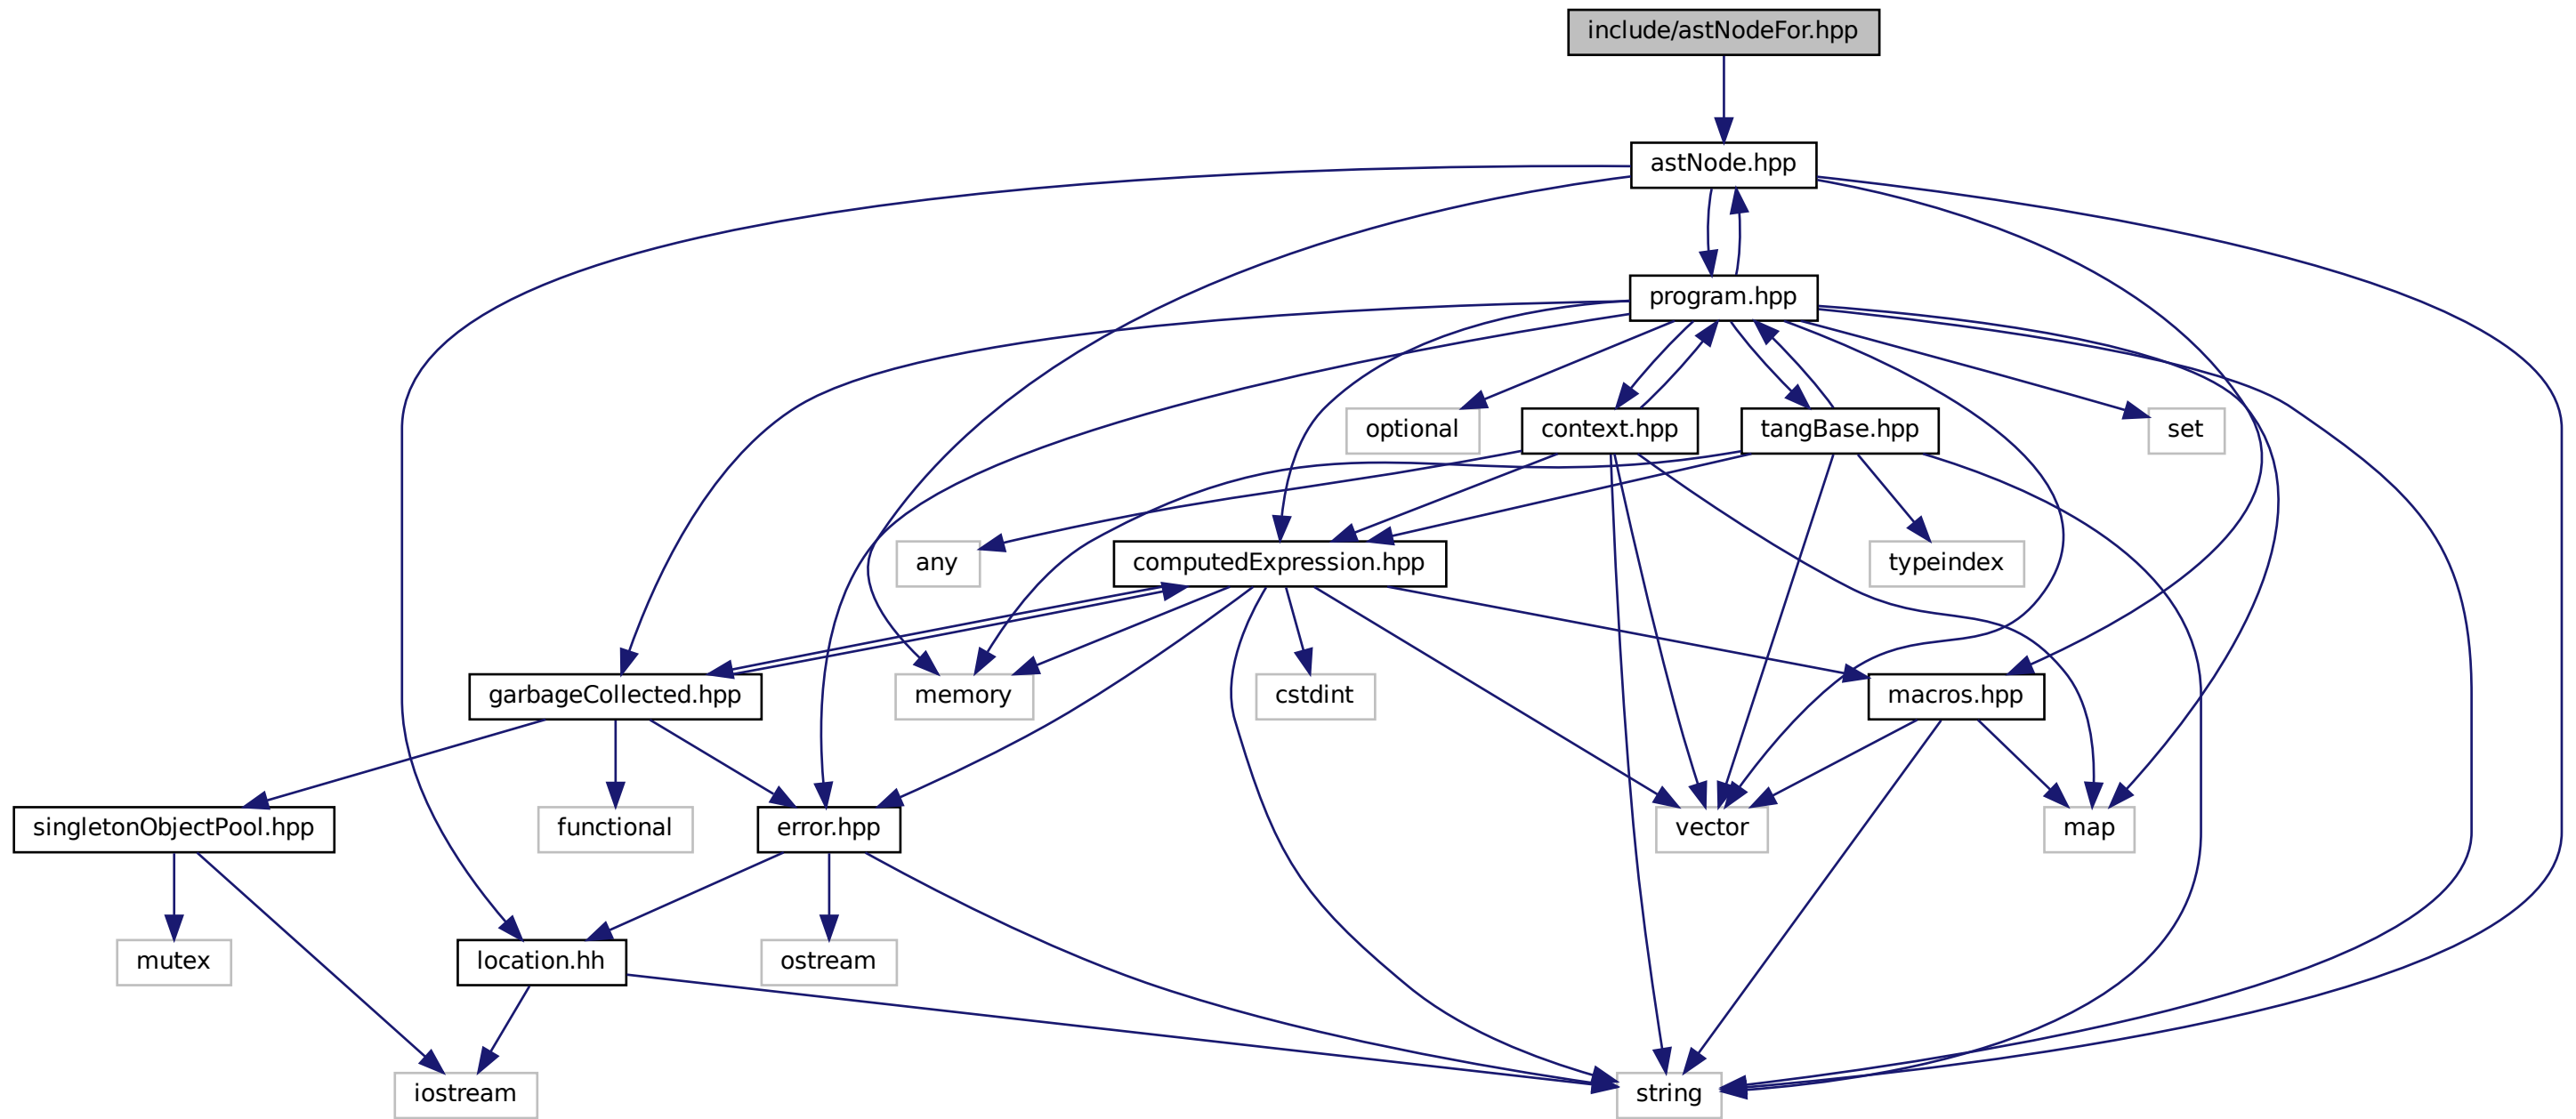 include/astNodeFor.hpp
astNode.hpp
program.hpp
optional
context.hpp
tangBase.hpp
set
any
computedExpression.hpp
typeindex
garbageCollected.hpp
memory
cstdint
macros.hpp
singletonObjectPool.hpp
functional
error.hpp
vector
map
mutex
location.hh
ostream
iostream
string